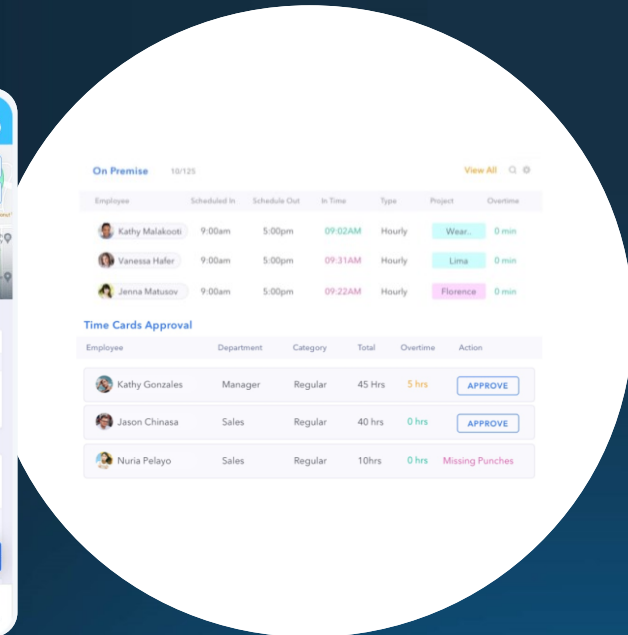 On Premise 10/125 View All
Employee Scheduled In Schedule Out In Time Type Project Overtime
Kathy Malakooti 9:00am 5:00pm 09:02AM Hourly Wear.. 0 min
Vanessa Hafer 9:00am 5:00pm 09:31AM Hourly Lima 0 min
Jenna Matusov 9:00am 5:00pm 09:22AM Hourly Florence 0 min
Time Cards Approval
Employee Department Category Total Overtime Action
Kathy Gonzales Manager Regular 45 Hrs 5 hrs APPROVE
Jason Chinasa Sales Regular 40 hrs 0 hrs APPROVE
Nuria Pelayo Sales Regular 10hrs 0 hrs Missing Punches